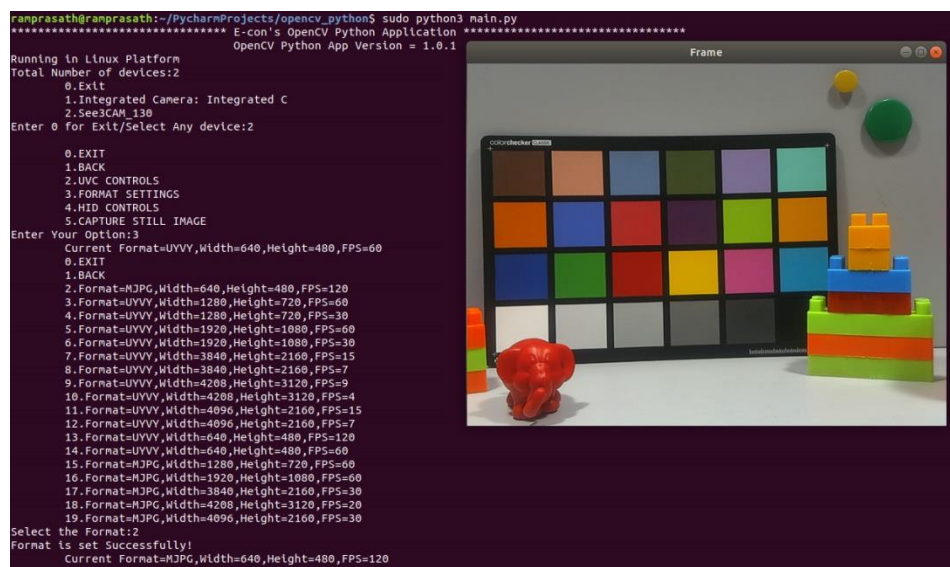 ramprasath@ramprasath:~/PycharmProjects/opencv_python$ sudo python3 main.py
******************************** E-con's OpenCV Python Application *********************************
OpenCV Python App Version = 1.0.1
Running in Linux Platform
Total Number of devices:2
0.Exit
1.Integrated Camera: Integrated C
2.See3CAM_130
Enter 0 for Exit/Select Any device:2
0.EXIT
1.BACK
2.UVC CONTROLS
3.FORMAT SETTINGS
4.HID CONTROLS
5.CAPTURE STILL IMAGE
Enter Your Option:3
Current Format=UYVY,Width=640,Height=480,FPS=60
0.EXIT
1.BACK
2.Format=MJPG,Width=640,Height=480,FPS=120
3.Format=UYVY,Width=1280,Height=720,FPS=60
4.Format=UYVY,Width=1280,Height=720,FPS=30
5.Format=UYVY,Width=1920,Height=1080,FPS=60
6.Format=UYVY,Width=1920,Height=1080,FPS=30
7.Format=UYVY,Width=3840,Height=2160,FPS=15
8.Format=UYVY,Width=3840,Height=2160,FPS=7
9.Format=UYVY,Width=4208,Height=3120,FPS=9
10.Format=UYVY,Width=4208,Height=3120,FPS=4
11.Format=UYVY,Width=4096,Height=2160,FPS=15
12.Format=UYVY,Width=4096,Height=2160,FPS=7
13.Format=UYVY,Width=640,Height=480,FPS=120
14.Format=UYVY,Width=640,Height=480,FPS=60
15.Format=MJPG,Width=1280,Height=720,FPS=60
16.Format=MJPG,Width=1920,Height=1080,FPS=60
17.Format=MJPG,Width=3840,Height=2160,FPS=30
18.Format=MJPG,Width=4208,Height=3120,FPS=20
19.Format=MJPG,Width=4096,Height=2160,FPS=30
Select the Format:2
Format is set Successfully!
Current Format=MJPG,Width=640,Height=480,FPS=120
Frame
colorchecker CLASSIC